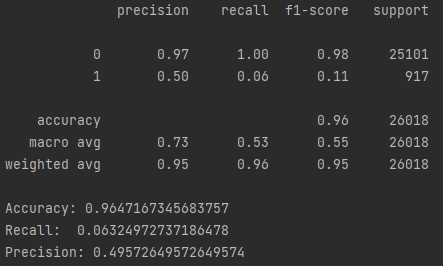 precision recall f1-score support
0 0.97 1.00 0.98 25101
1 0.50 0.06 0.11 917
accuracy 0.96 26018
macro avg 0.73 0.53 0.55 26018
weighted avg 0.95 0.96 0.95 26018
Accuracy: 0.9647167345683757
Recall: 0.06324972737186478
Precision: 0.49572649572649574